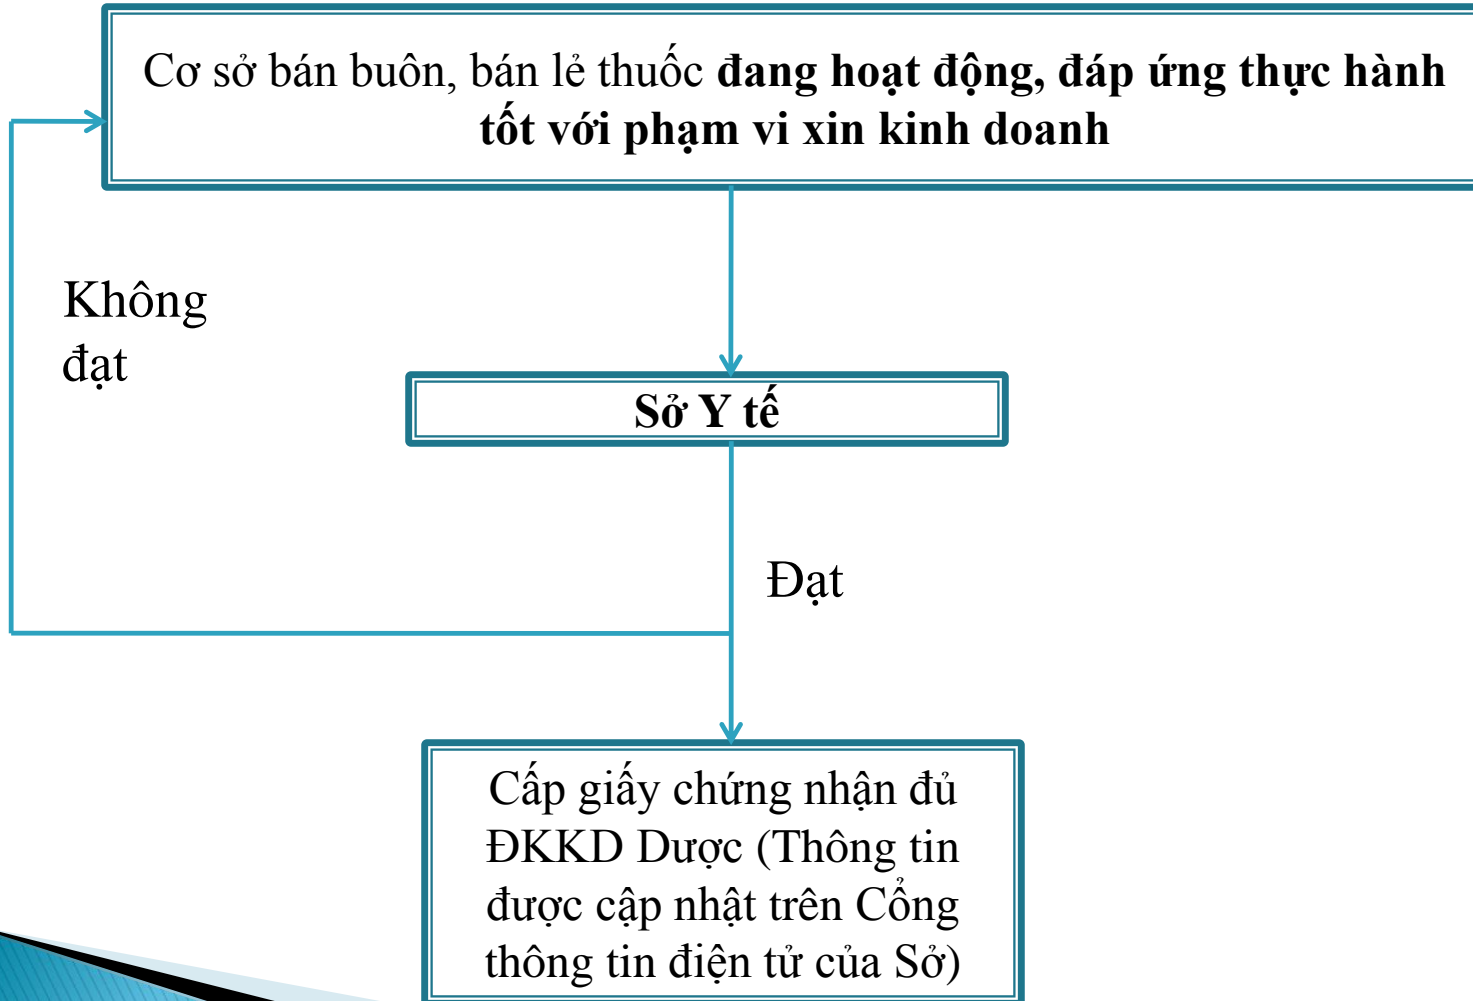 Cơ sở bán buôn, bán lẻ thuốc đang hoạt động, đáp ứng thực hành
tốt với phạm vi xin kinh doanh
Không
đạt
Sở Y tế
Đạt
Cấp giấy chứng nhận đủ
ĐKKD Dược (Thông tin
được cập nhật trên Cổng
thông tin điện tử của Sở)